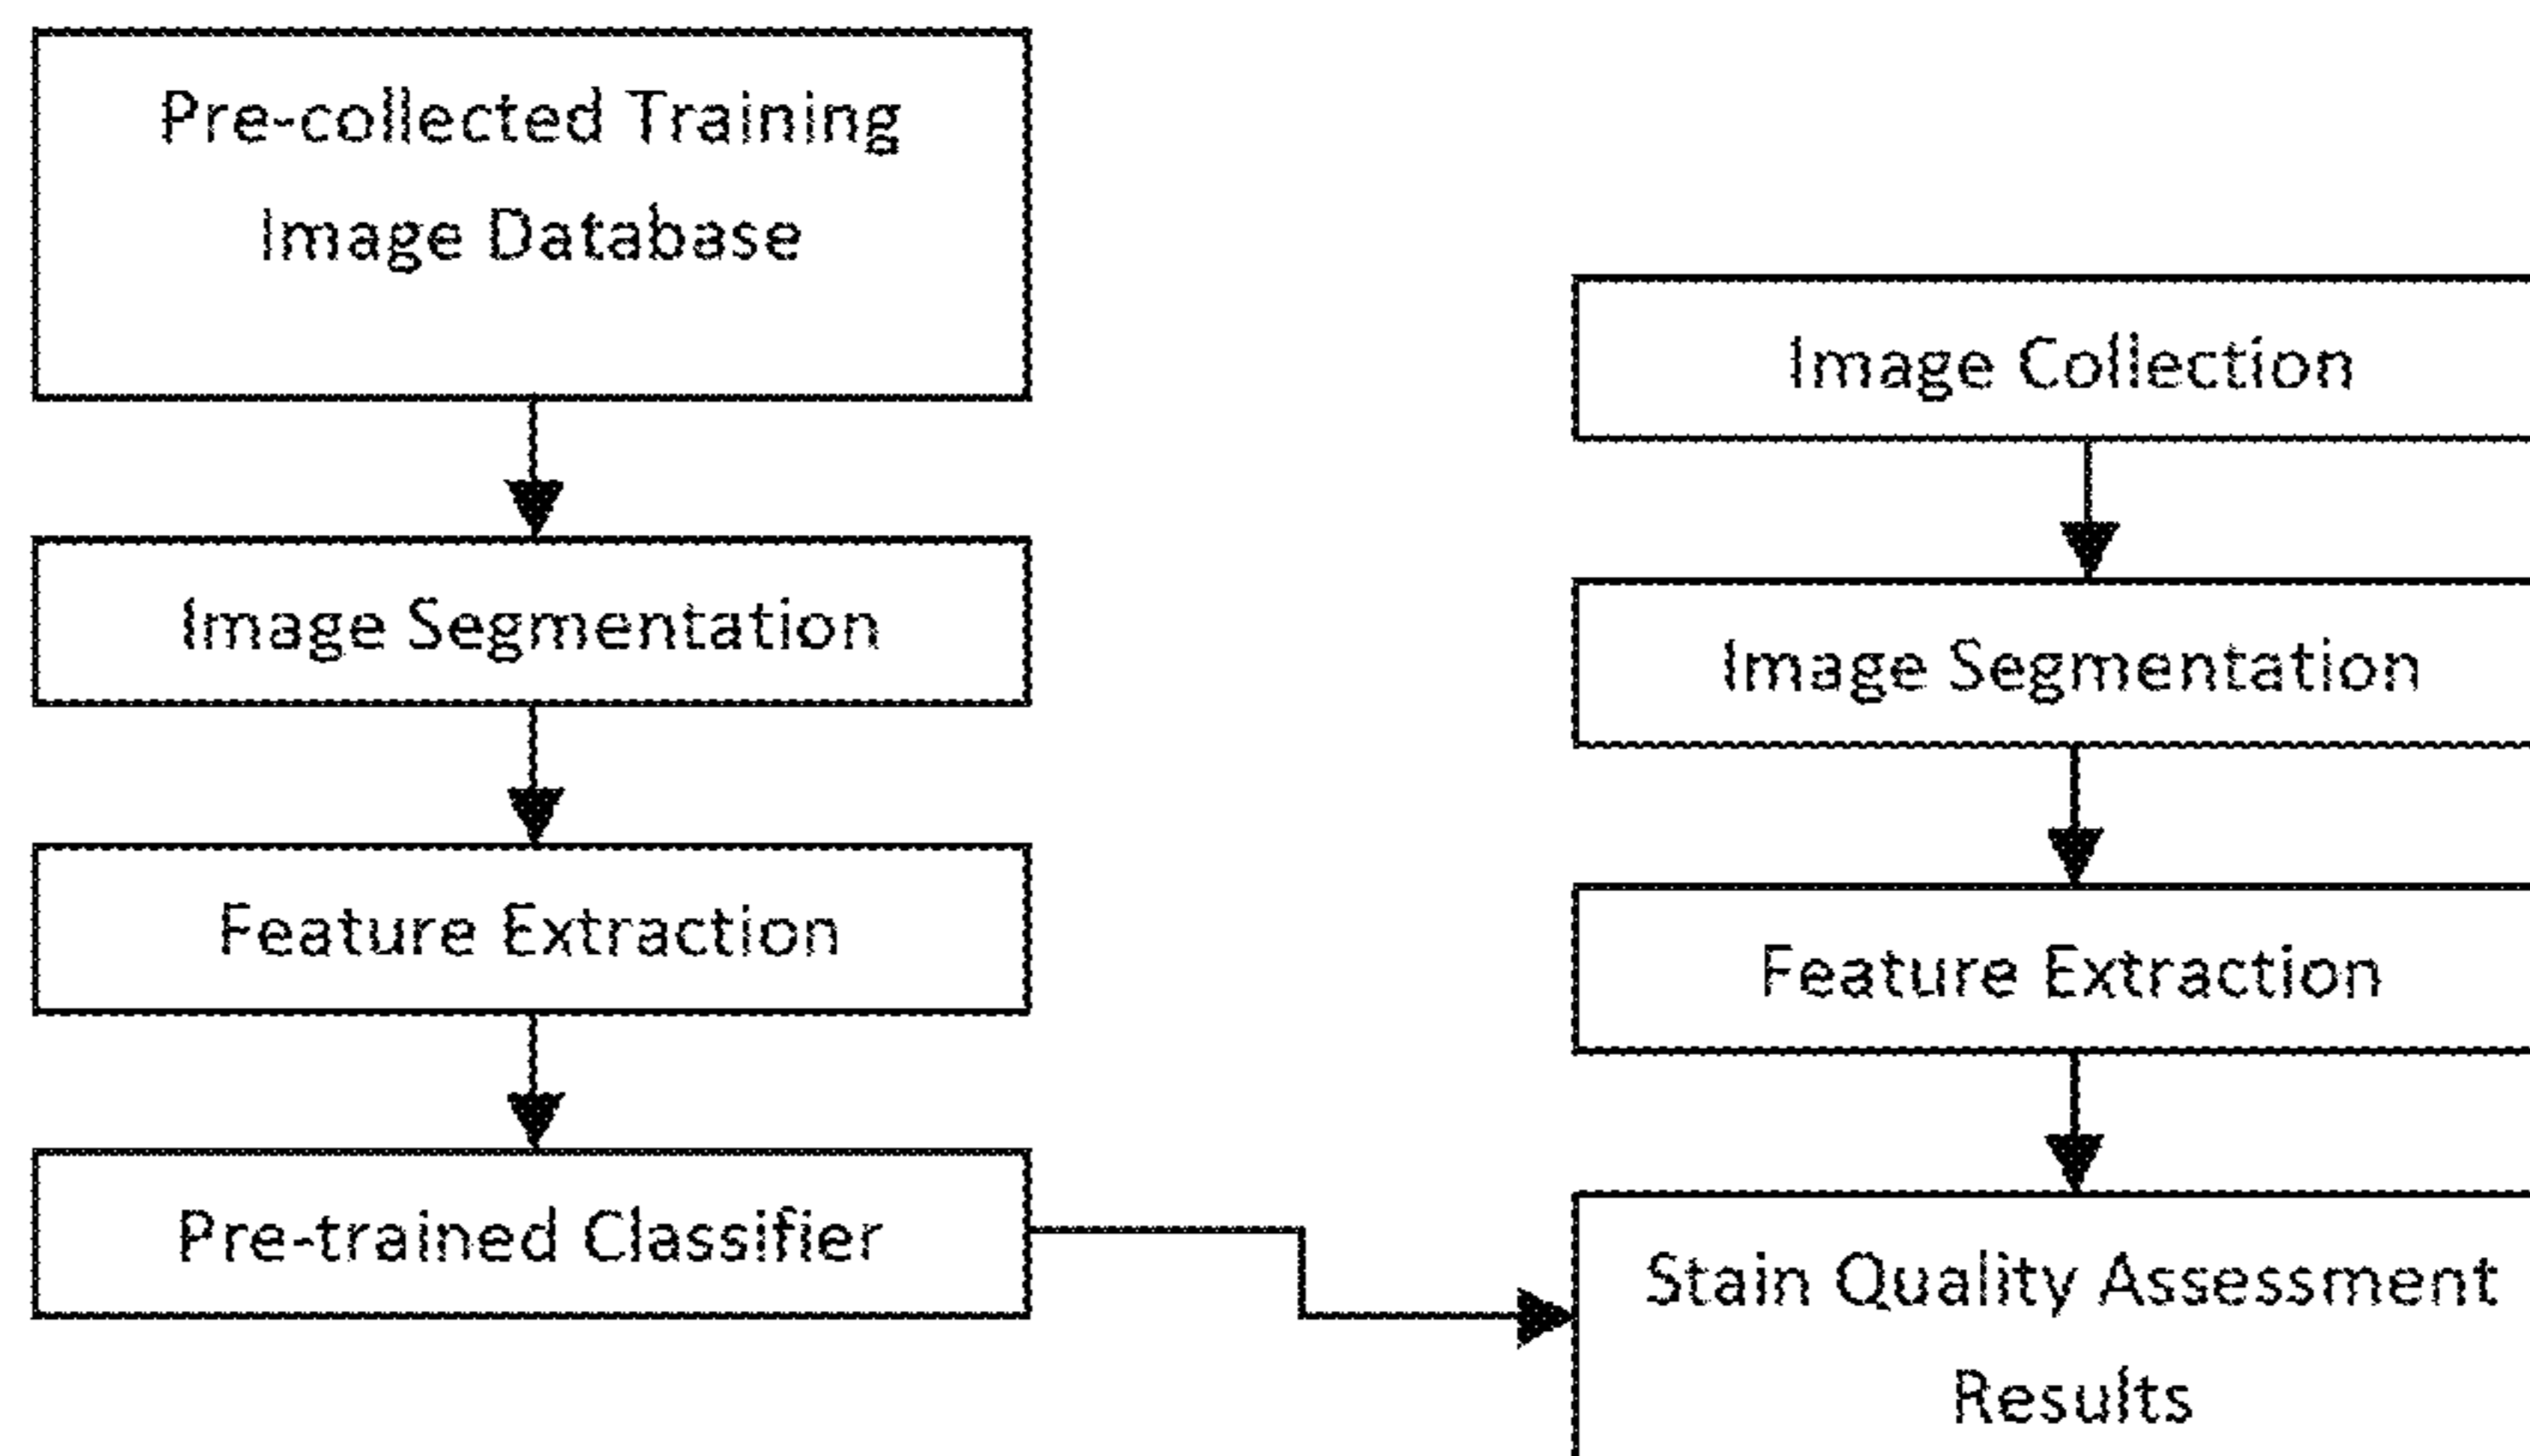 Pre-collected Training
Image Database
Image Segmentation
Feature Extraction
Pre-trained Classifier
Image Collection
Image Segmentation
Feature Extraction
Stain Quality Assessment
Results